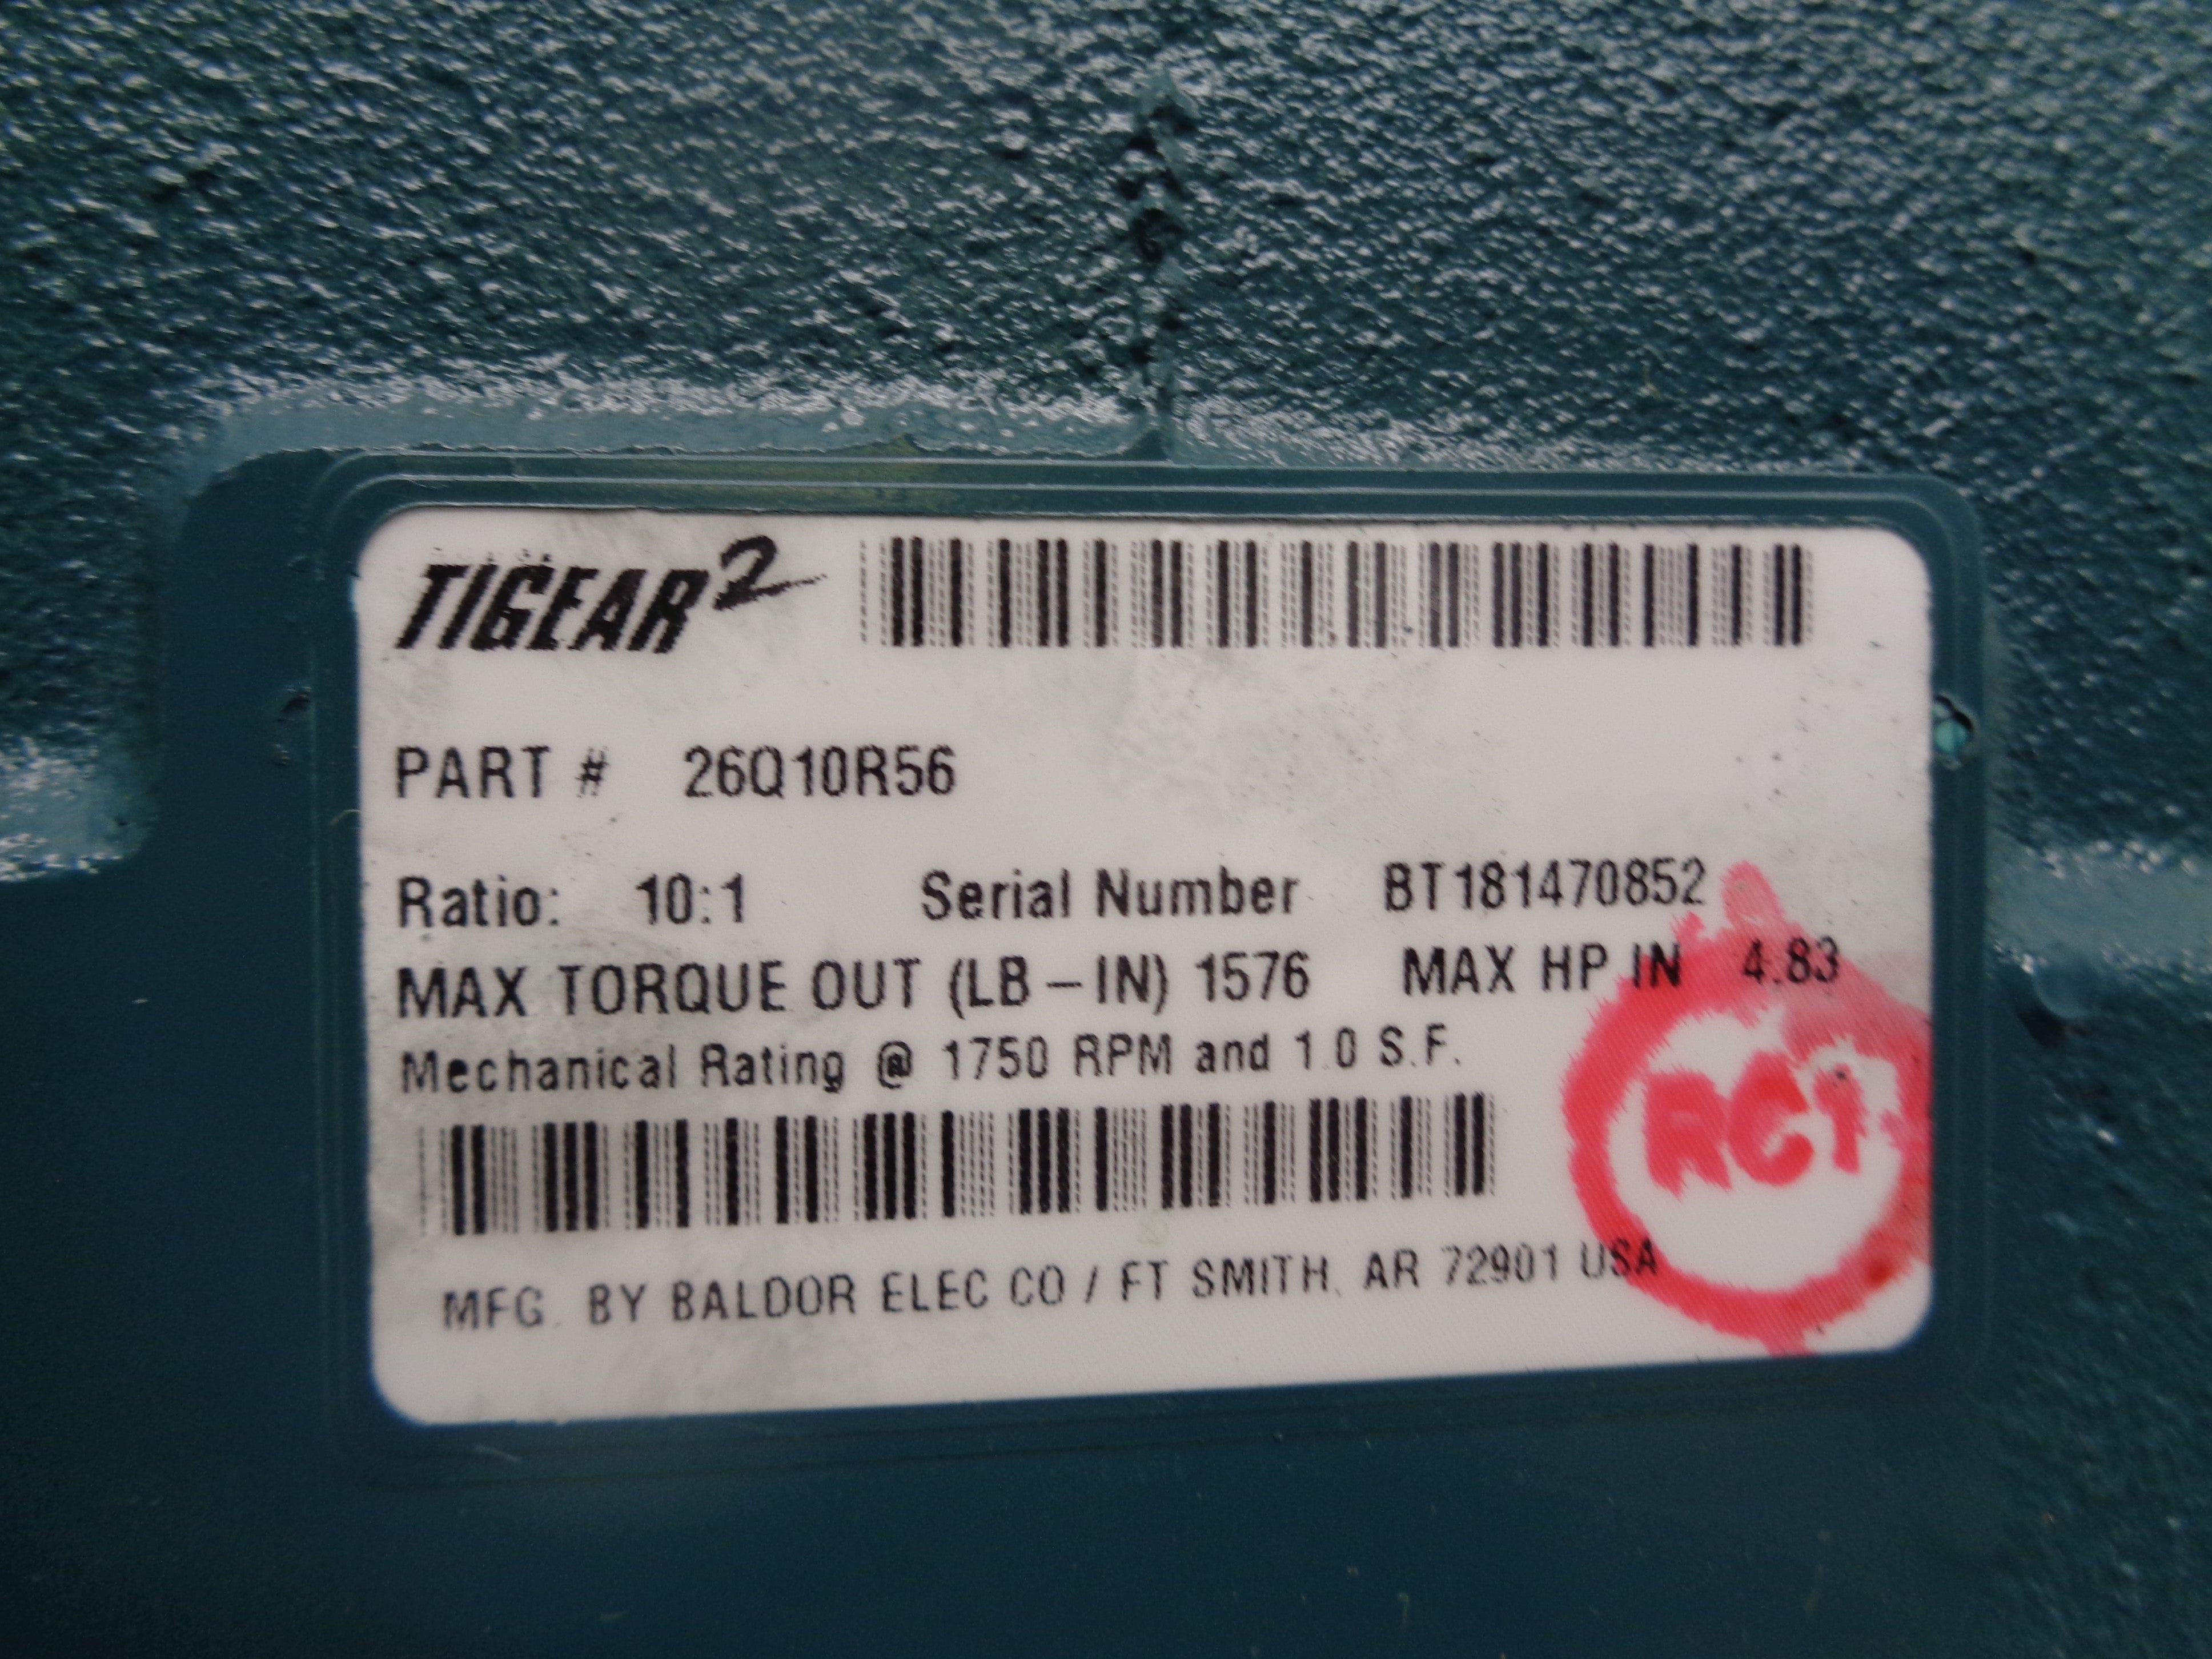 TIGEAR2
PART # 26Q10R56
Ratio: 10:1 Serial Number BT181470852
MAX TORQUE OUT (LB-IN) 1576 MAX HP IN 4.83
Mechanical Rating @ 1750 RPM and 1.0 S.F.
RC1
MFG. BY BALDOR ELEC CO / FT SMITH, AR 72901 USA